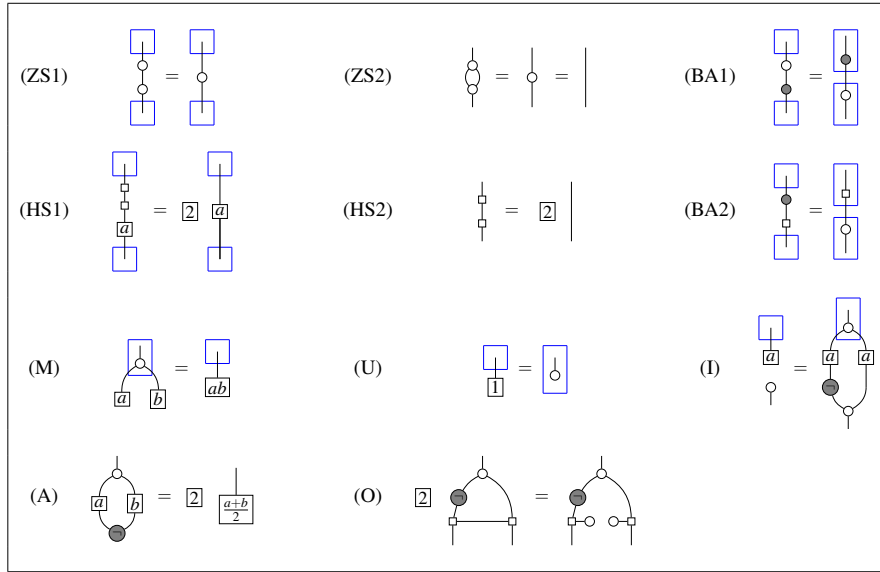 (ZS1) = (ZS2) = = (BA1) =
(HS1) a = 2 a (HS2) = 2 (BA2) =
(M) a b = ab (U) 1 = (I) a = a a ¬
(A) a b ¬ = 2 a+b/2 (O) 2 ¬ = ¬